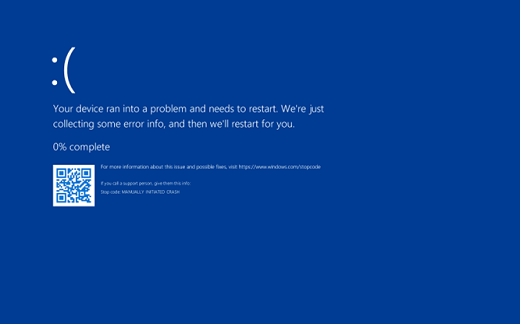 :(
Your device ran into a problem and needs to restart. We're just
collecting some error info, and then we'll restart for you.
0% complete
For more information about this issue and possible fixes, visit https://www.windows.com/stopcode
If you call a support person, give them this info:
Stop code: MANUALLY INITIATED CRASH